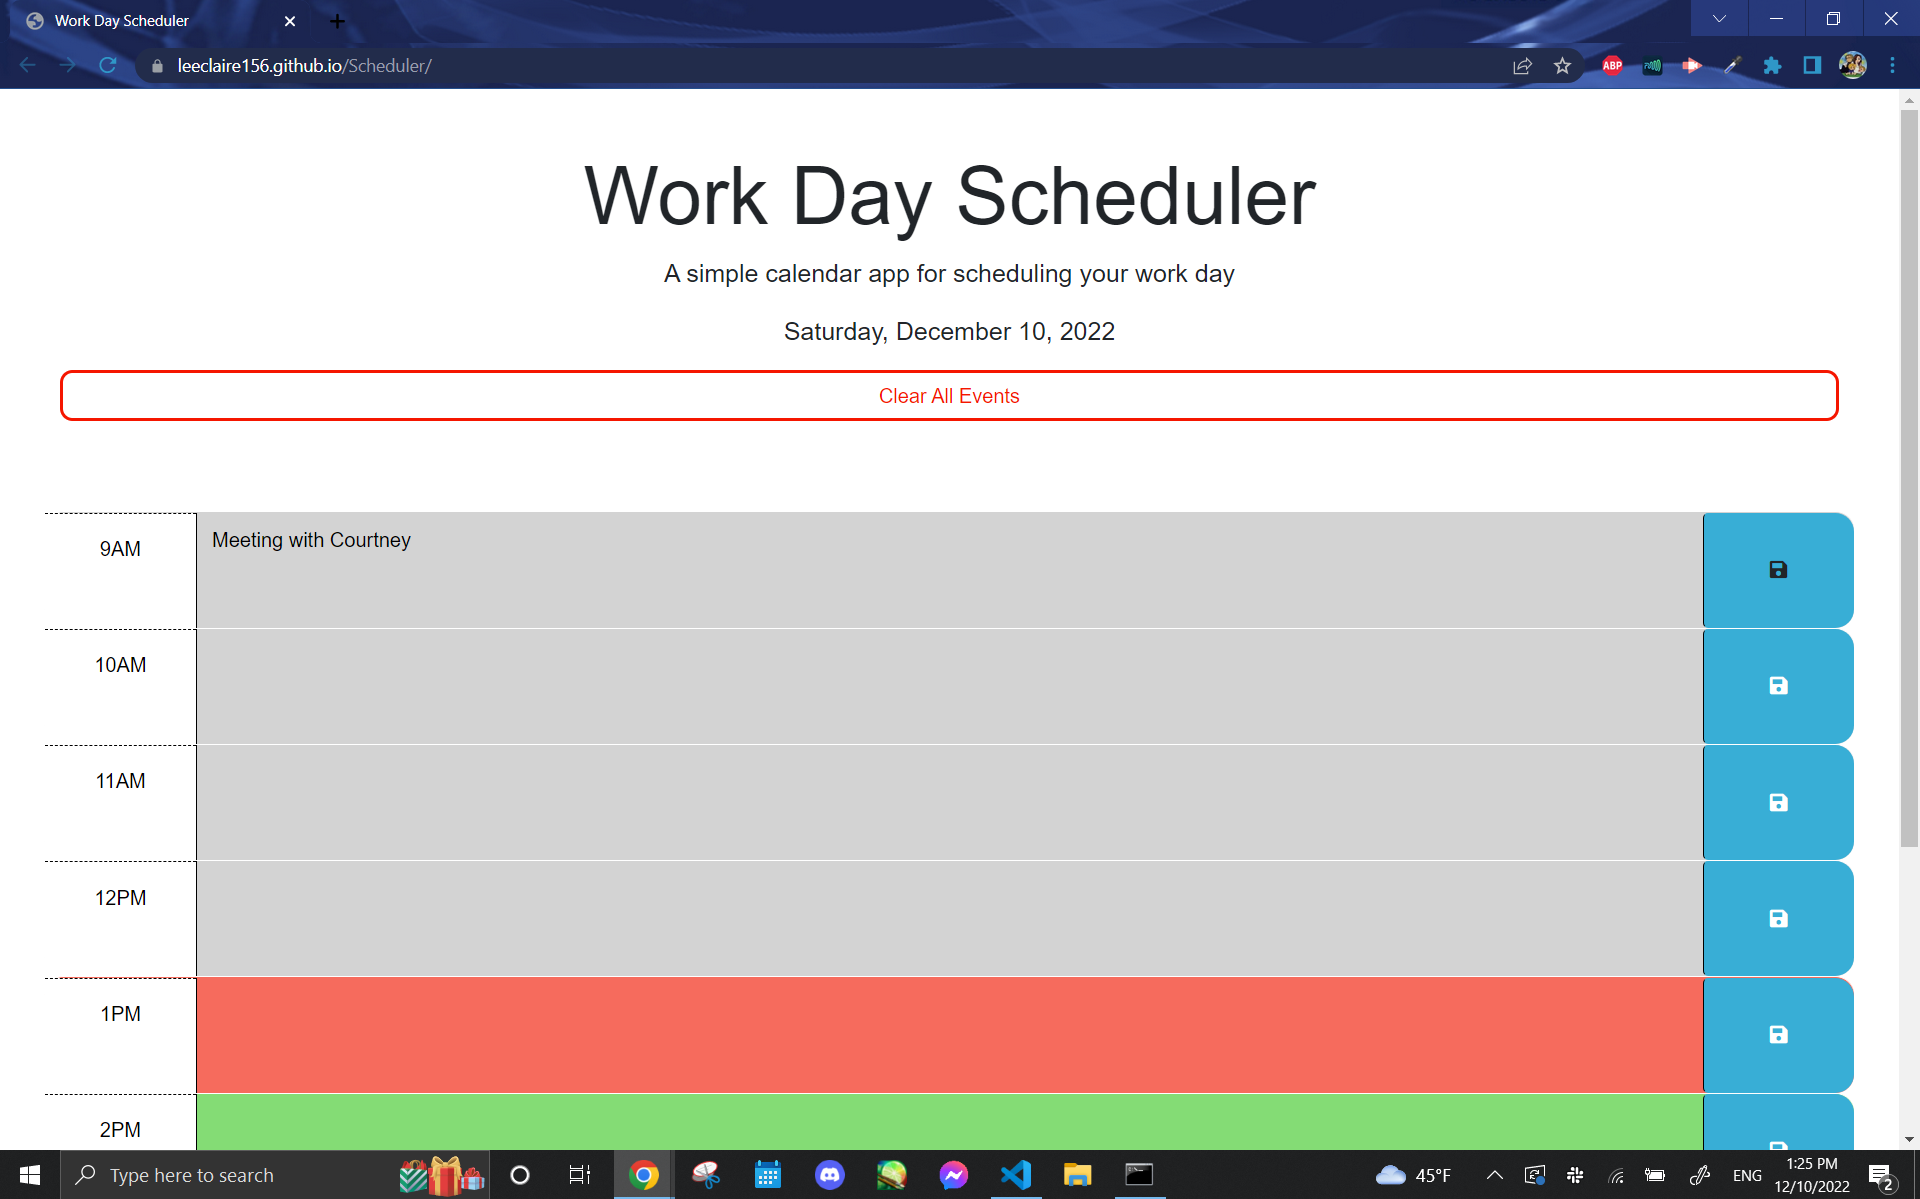 Work Day Scheduler
leeclaire156.github.io/Scheduler/
ABP
Work Day Scheduler
A simple calendar app for scheduling your work day
Saturday, December 10, 2022
Clear All Events
9AM
Meeting with Courtney
10AM
11AM
12PM
1PM
2PM
Type here to search
45°F
ENG
1:25 PM
12/10/2022
2